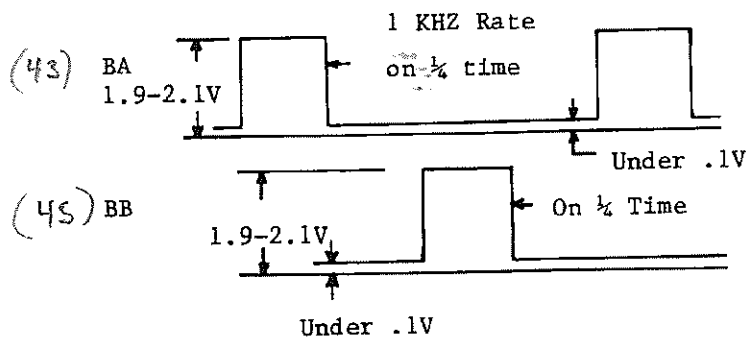 1 KHZ Rate
(43) BA
on ¼ time
1.9-2.1V
Under .1V
(45) BB
On ¼ Time
1.9-2.1V
Under .1V